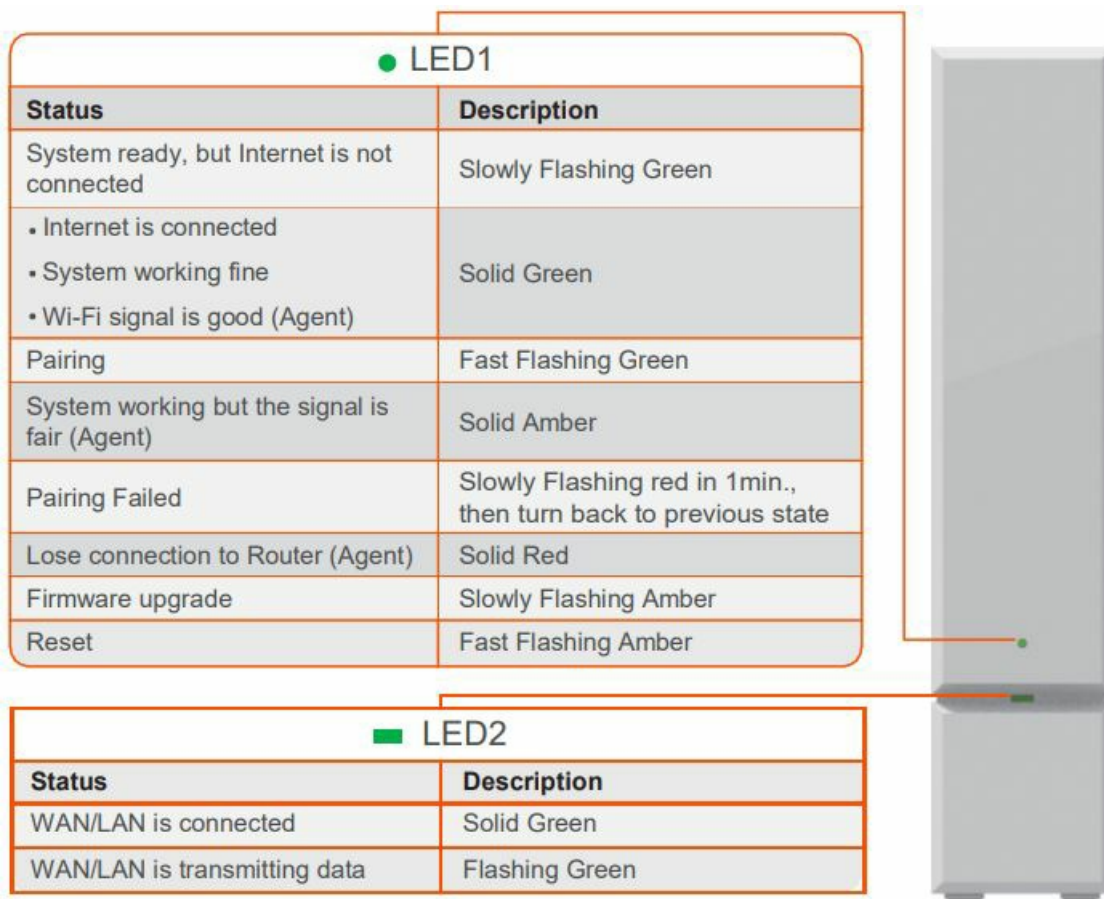 LED1
Status Description
System ready, but Internet is not
connected
Slowly Flashing Green
• Internet is connected
• System working fine
• Wi-Fi signal is good (Agent)
Solid Green
Pairing Fast Flashing Green
System working but the signal is
fair (Agent)
Solid Amber
Pairing Failed
Slowly Flashing red in 1min.,
then turn back to previous state
Lose connection to Router (Agent) Solid Red
Firmware upgrade Slowly Flashing Amber
Reset Fast Flashing Amber
LED2
Status Description
WAN/LAN is connected Solid Green
WAN/LAN is transmitting data Flashing Green